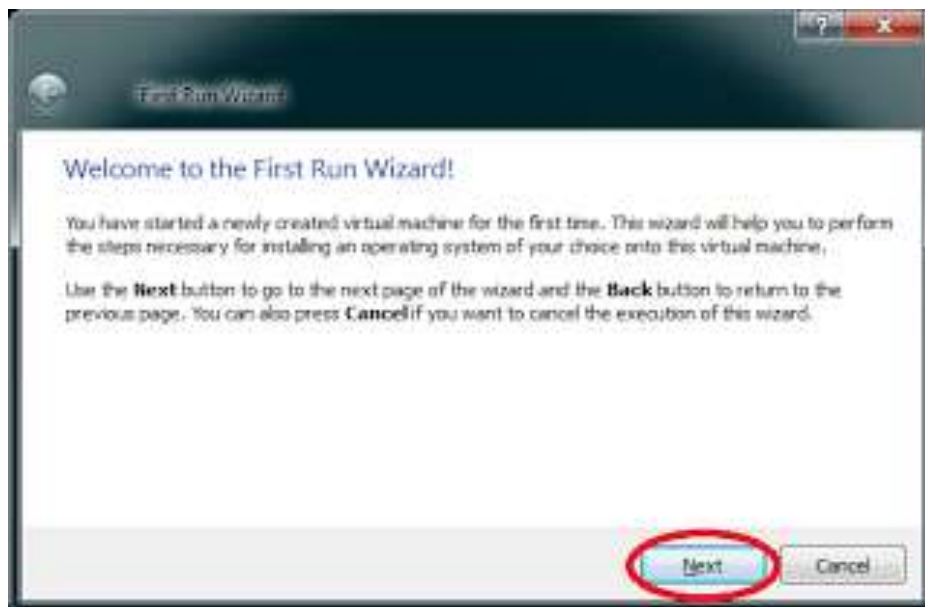 ?
X
First Run Wizard
Welcome to the First Run Wizard!
You have started a newly created virtual machine for the first time. This wizard will help you to perform
the steps necessary for installing an operating system of your choice onto this virtual machine.
Use the Next button to go to the next page of the wizard and the Back button to return to the
previous page. You can also press Cancel if you want to cancel the execution of this wizard.
Next
Cancel